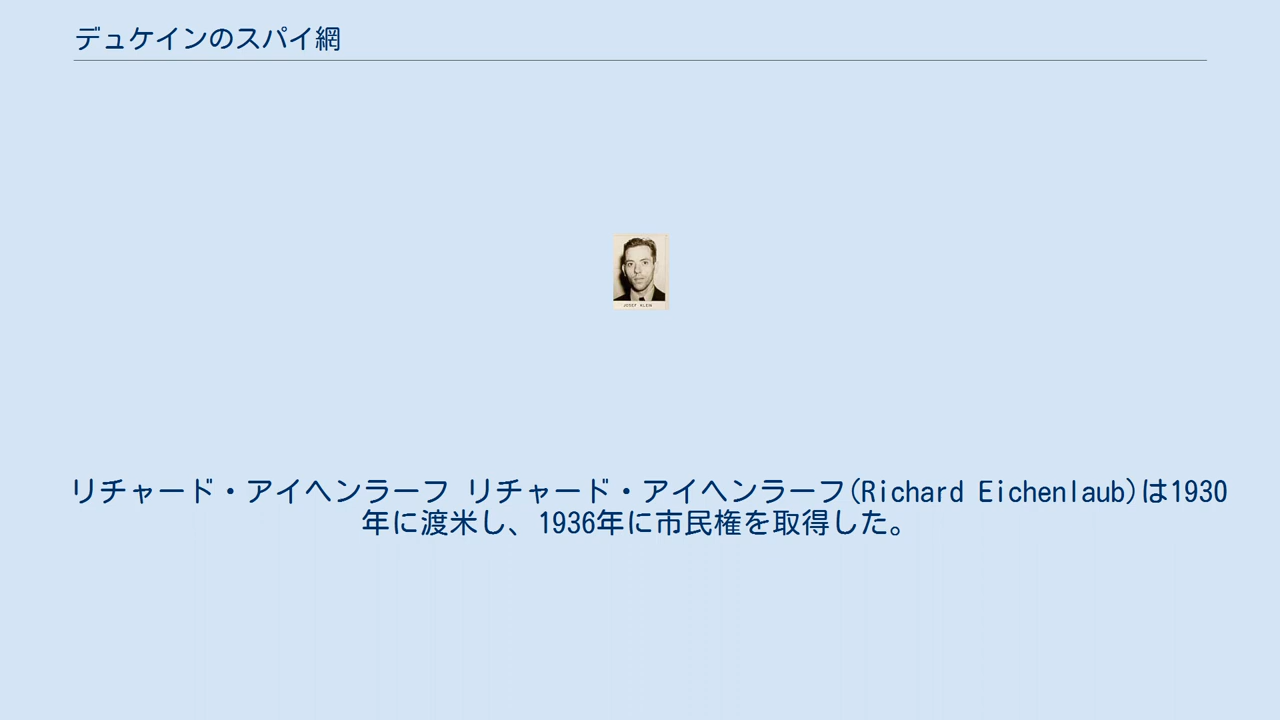 デュケインのスパイ網
JOSEF KLEIN
リチャード・アイヘンラーフ リチャード・アイヘンラーフ(Richard Eichenlaub)は1930
年に渡米し、1936年に市民権を取得した。